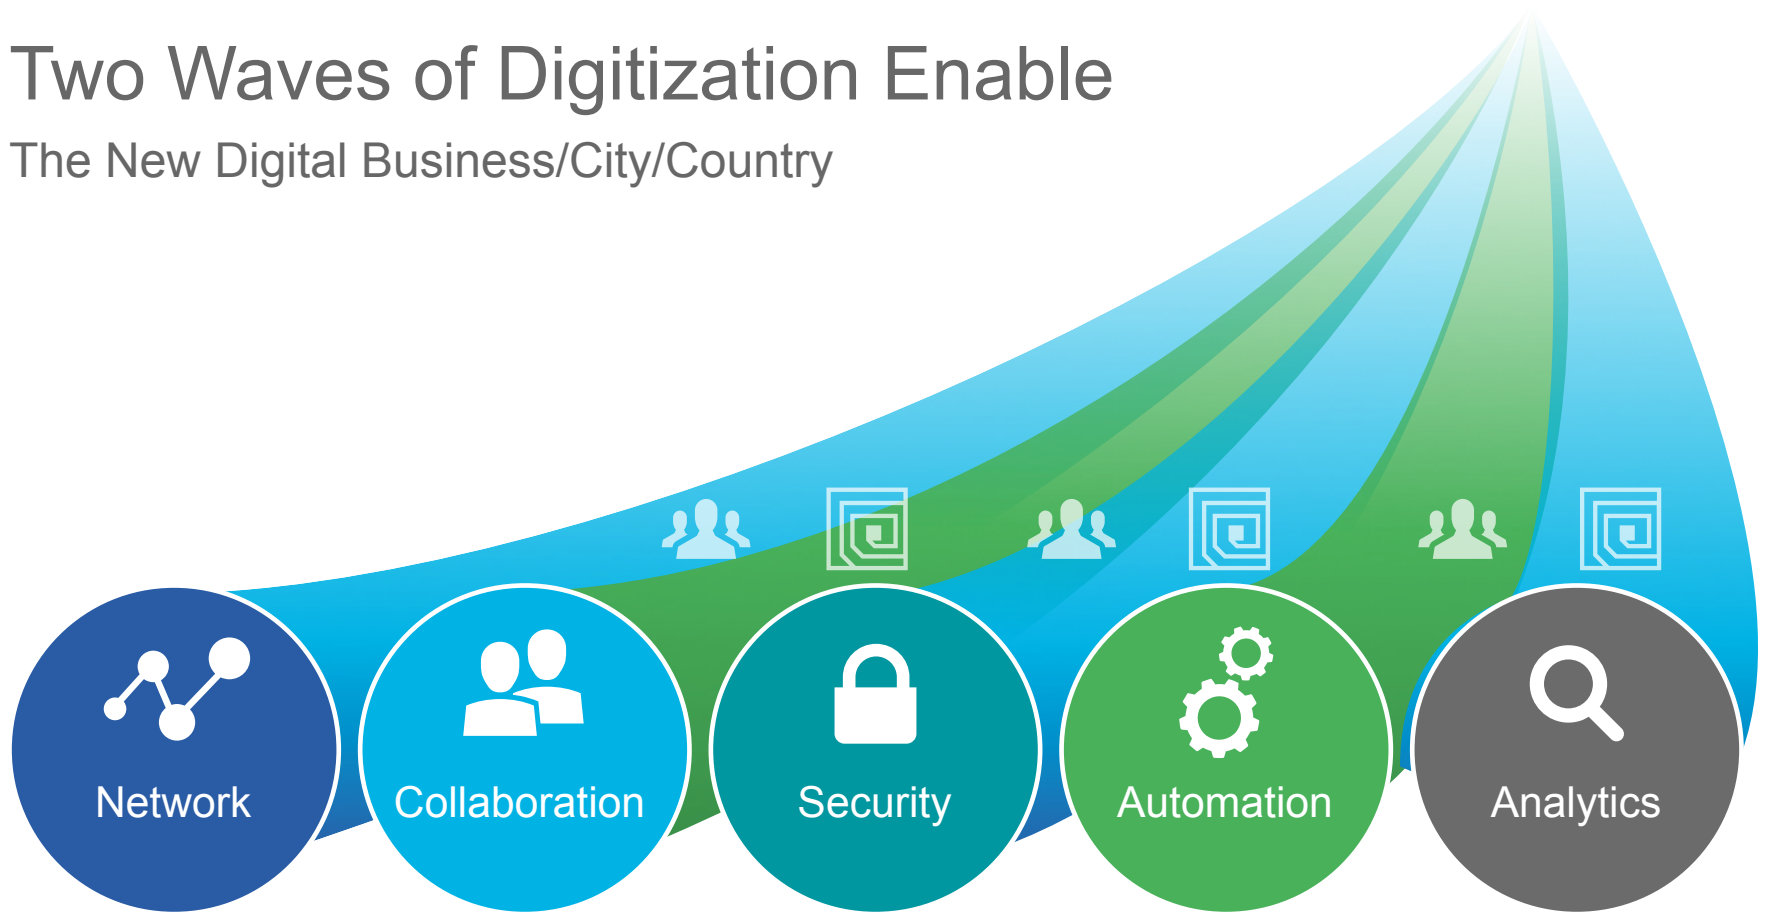 Two Waves of Digitization Enable
The New Digital Business/City/Country
Network
Collaboration
Security
Automation
Analytics